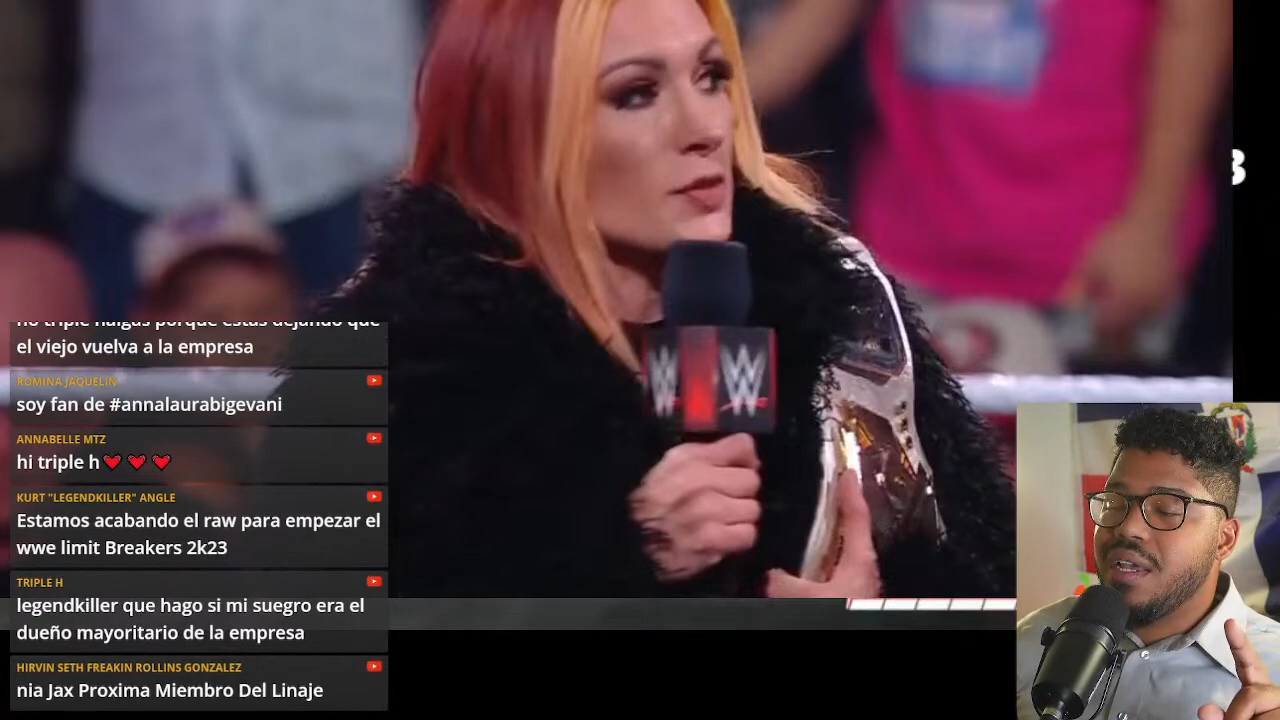 el viejo vuelva a la empresa
ROMINA JAQUELIN
soy fan de #annalaurabigevani
ANNABELLE MTZ
hi triple h
KURT "LEGENDKILLER" ANGLE
Estamos acabando el raw para empezar el
wwe limit Breakers 2k23
TRIPLE H
legendkiller que hago si mi suegro era el
dueño mayoritario de la empresa
HIRVIN SETH FREAKIN ROLLINS GONZALEZ
nia Jax Proxima Miembro Del Linaje
W
W